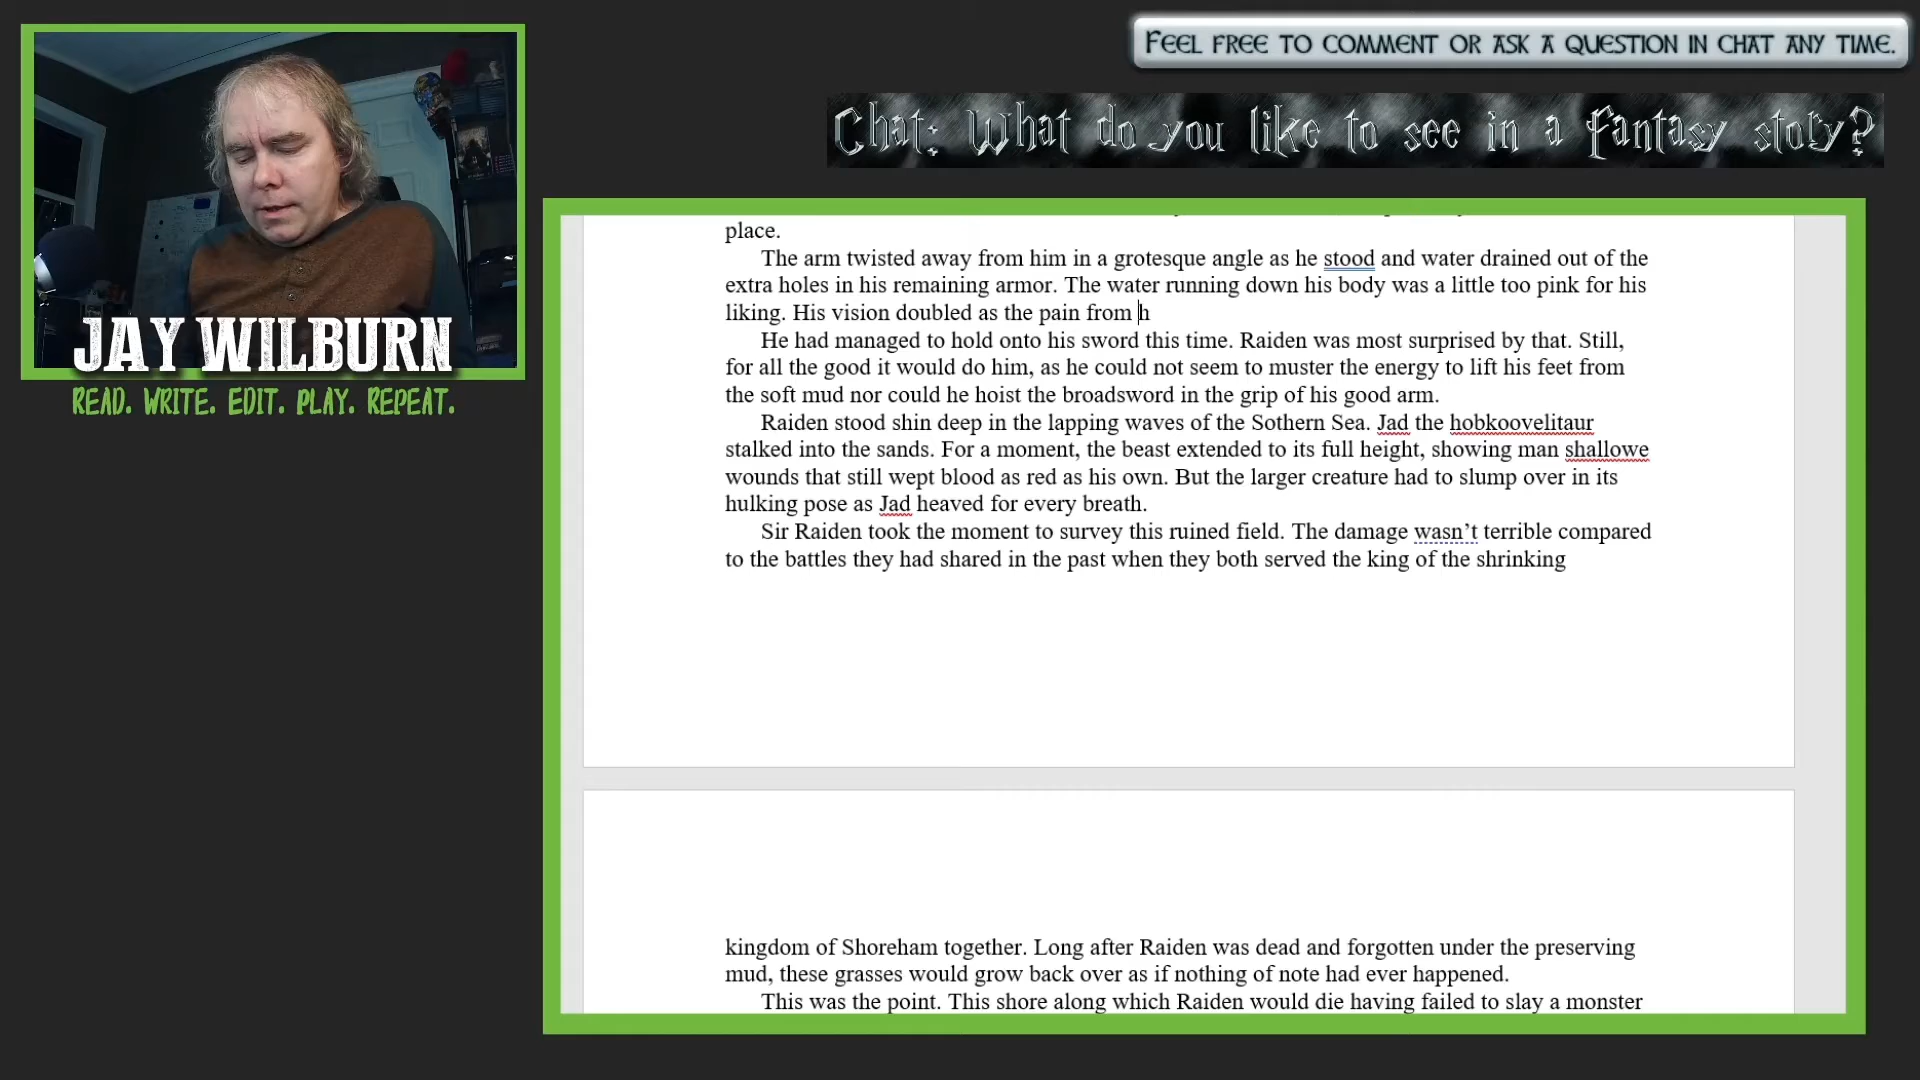 FEEL FREE TO COMMENT OR ASK A QUESTION IN CHAT ANY TIME.
Chat: What do you like to see in a fantasy story?
JAY WILBURN
READ. WRITE. EDIT. PLAY. REPEAT.
place.
The arm twisted away from him in a grotesque angle as he stood and water drained out of the
extra holes in his remaining armor. The water running down his body was a little too pink for his
liking. His vision doubled as the pain from h
He had managed to hold onto his sword this time. Raiden was most surprised by that. Still,
for all the good it would do him, as he could not seem to muster the energy to lift his feet from
the soft mud nor could he hoist the broadsword in the grip of his good arm.
Raiden stood shin deep in the lapping waves of the Sothern Sea. Jad the hobkoovelitaur
stalked into the sands. For a moment, the beast extended to its full height, showing man shallowe
wounds that still wept blood as red as his own. But the larger creature had to slump over in its
hulking pose as Jad heaved for every breath.
Sir Raiden took the moment to survey this ruined field. The damage wasn’t terrible compared
to the battles they had shared in the past when they both served the king of the shrinking
kingdom of Shoreham together. Long after Raiden was dead and forgotten under the preserving
mud, these grasses would grow back over as if nothing of note had ever happened.
This was the point. This shore along which Raiden would die having failed to slay a monster